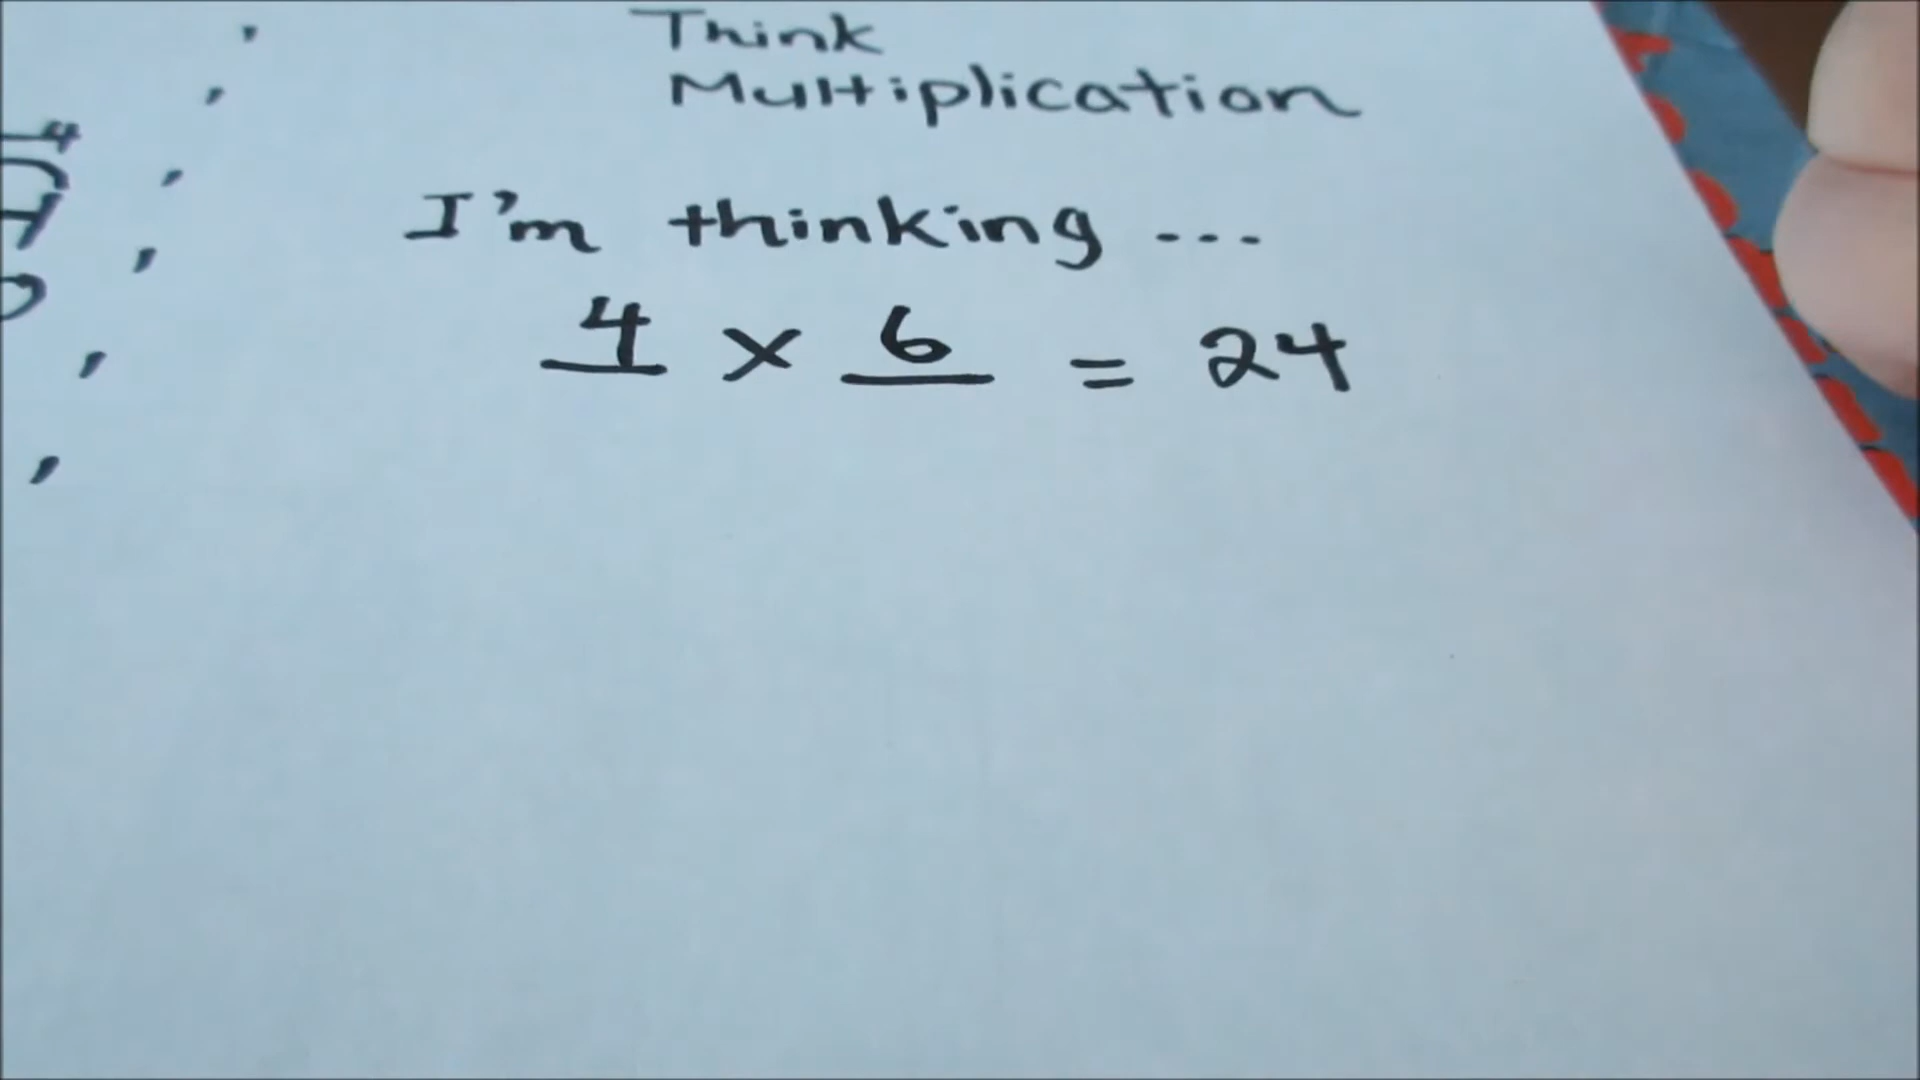 Think
Multiplication
I'm thinking ...
4 x 6 = 24